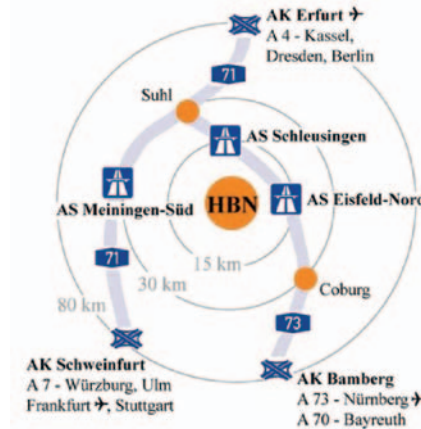 AK Erfurt ✈
A 4 - Kassel,
Dresden, Berlin
71
Suhl
AS Schleusingen
AS Meiningen-Süd
HBN
AS Eisfeld-Nord
71
15 km
30 km
80 km
Coburg
73
AK Schweinfurt
A 7 - Würzburg, Ulm
Frankfurt ✈, Stuttgart
AK Bamberg
A 73 - Nürnberg ✈
A 70 - Bayreuth